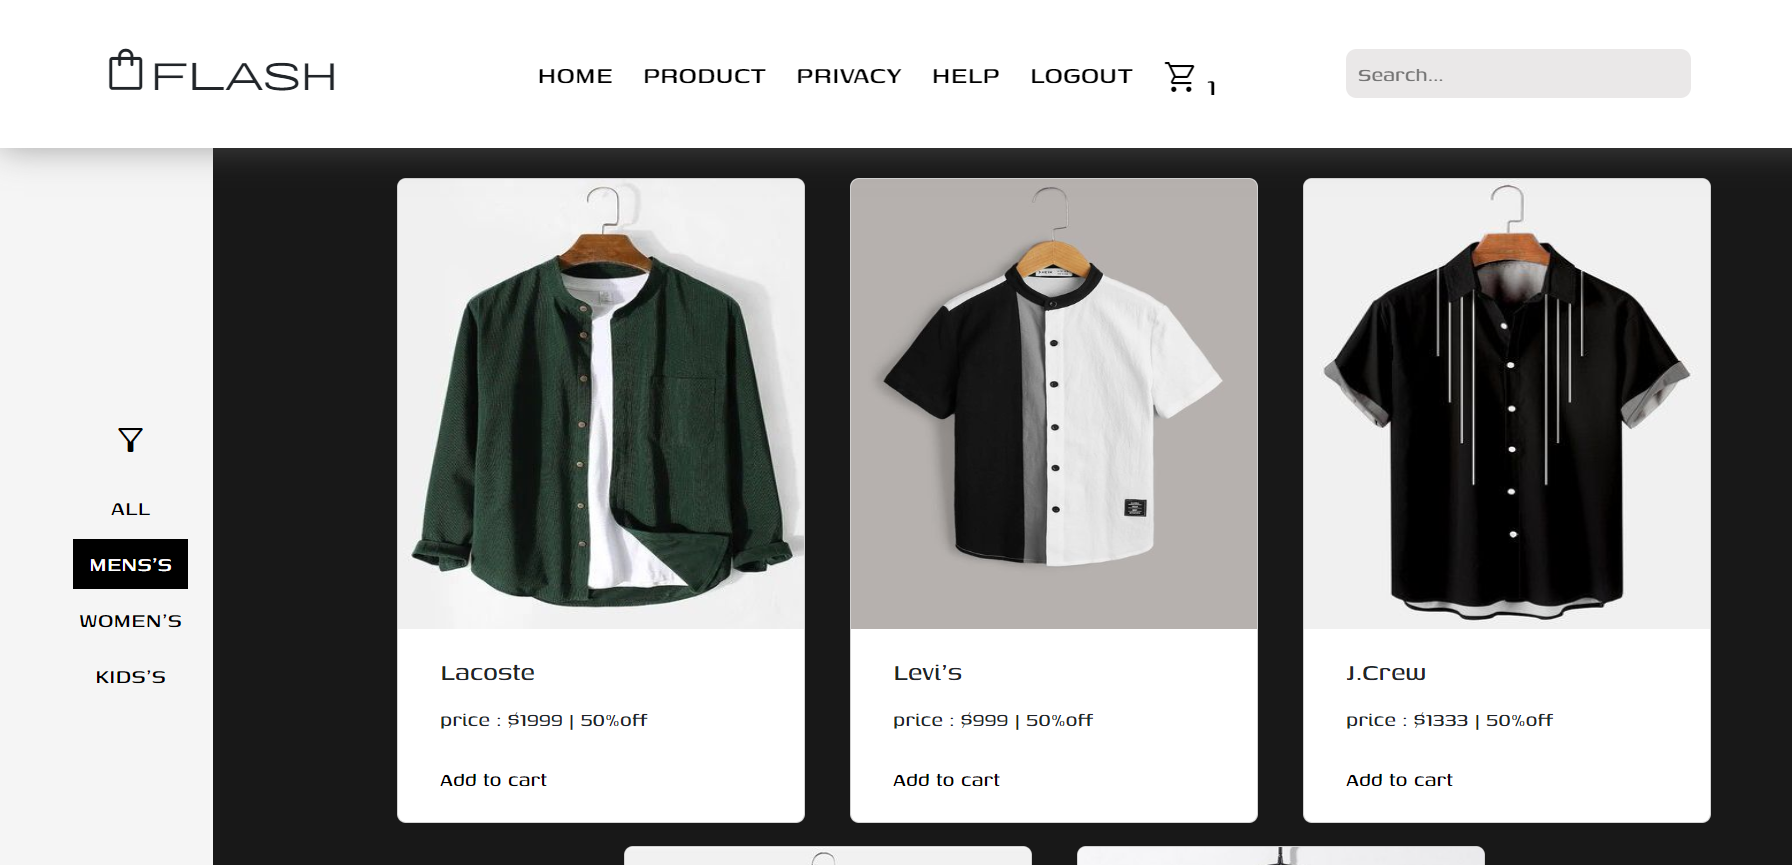 FLASH
HOME PRODUCT PRIVACY HELP LOGOUT 1
Search...
ALL
MENS'S
WOMEN'S
KIDS'S
Lacoste
price : $1999 | 50%off
Add to cart
Levi's
price : $999 | 50%off
Add to cart
J.Crew
price : $1333 | 50%off
Add to cart